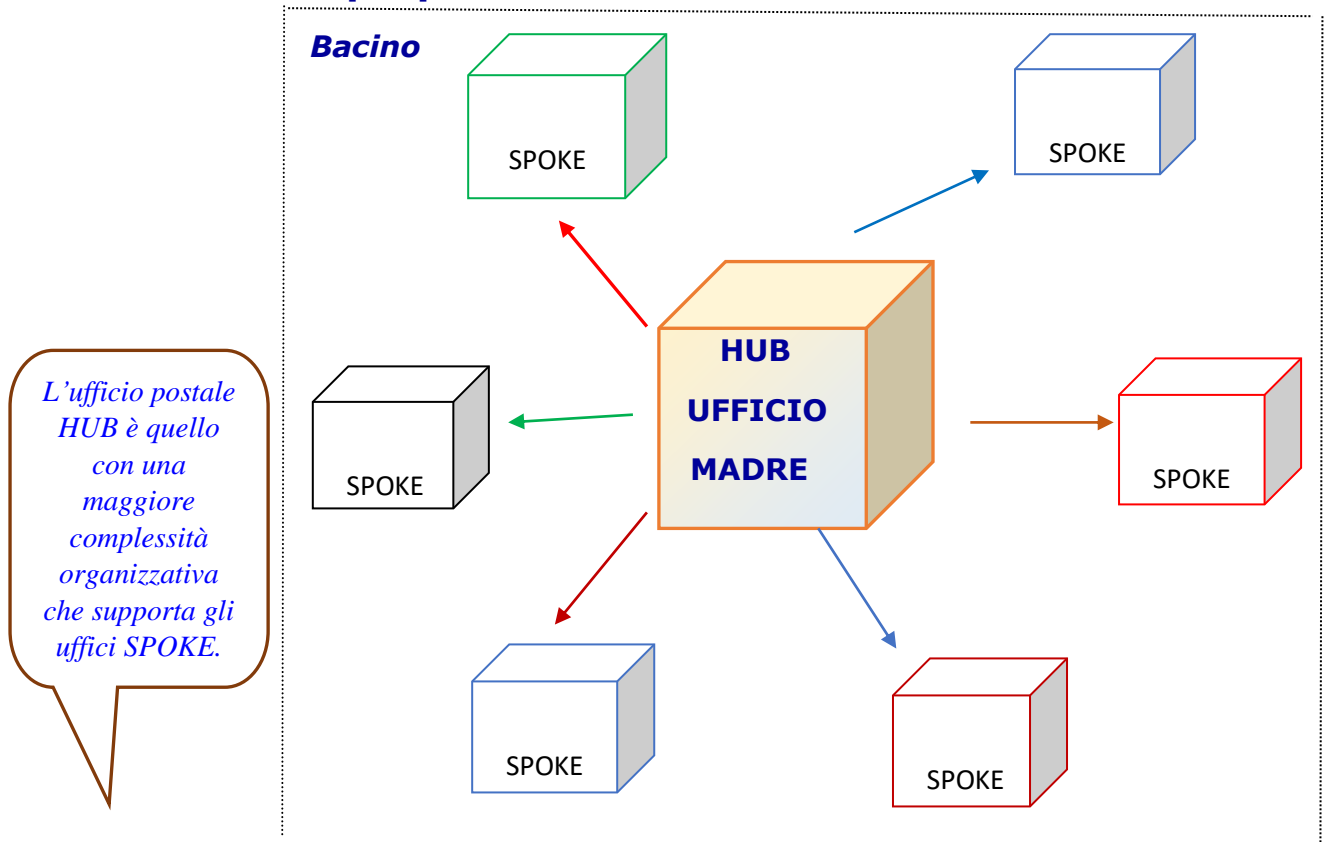 Bacino
SPOKE
SPOKE
HUB
UFFICIO
MADRE
SPOKE
SPOKE
L'ufficio postale
HUB è quello
con una
maggiore
complessità
organizzativa
che supporta gli
uffici SPOKE.
SPOKE
SPOKE